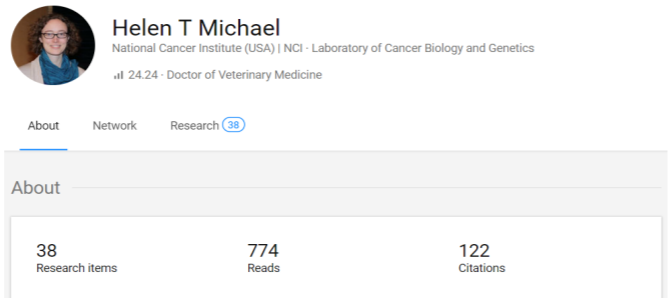 Helen T Michael
National Cancer Institute (USA) | NCI · Laboratory of Cancer Biology and Genetics
24.24 · Doctor of Veterinary Medicine
About Network Research 38
About
38 774 122
Research items Reads Citations